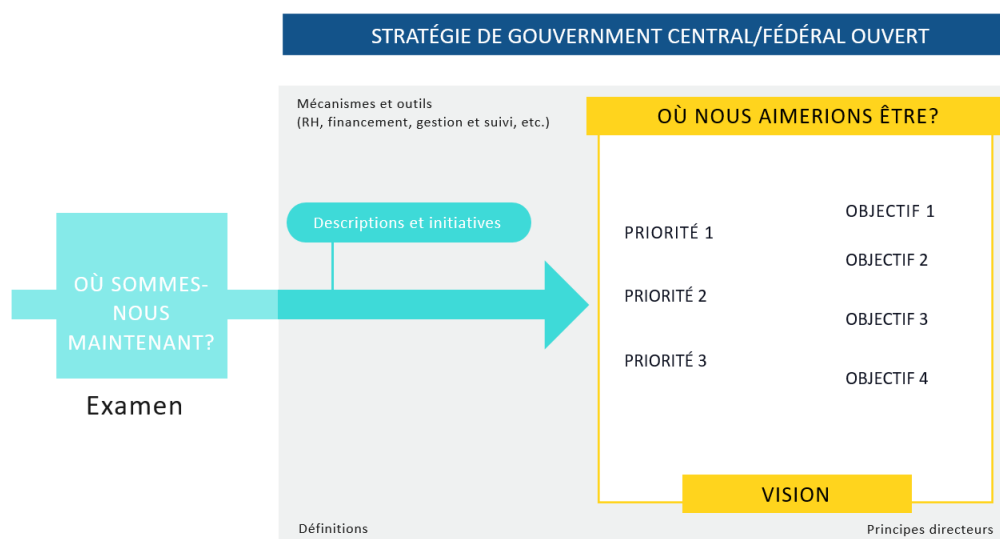 STRATÉGIE DE GOUVERNMENT CENTRAL/FÉDÉRAL OUVERT
Mécanismes et outils
(RH, financement, gestion et suivi, etc.)
OÙ NOUS AIMERIONS ÊTRE?
Descriptions et initiatives
OÙ SOMMES-
NOUS
MAINTENANT?
Examen
PRIORITÉ 1
PRIORITÉ 2
PRIORITÉ 3
OBJECTIF 1
OBJECTIF 2
OBJECTIF 3
OBJECTIF 4
VISION
Définitions
Principes directeurs